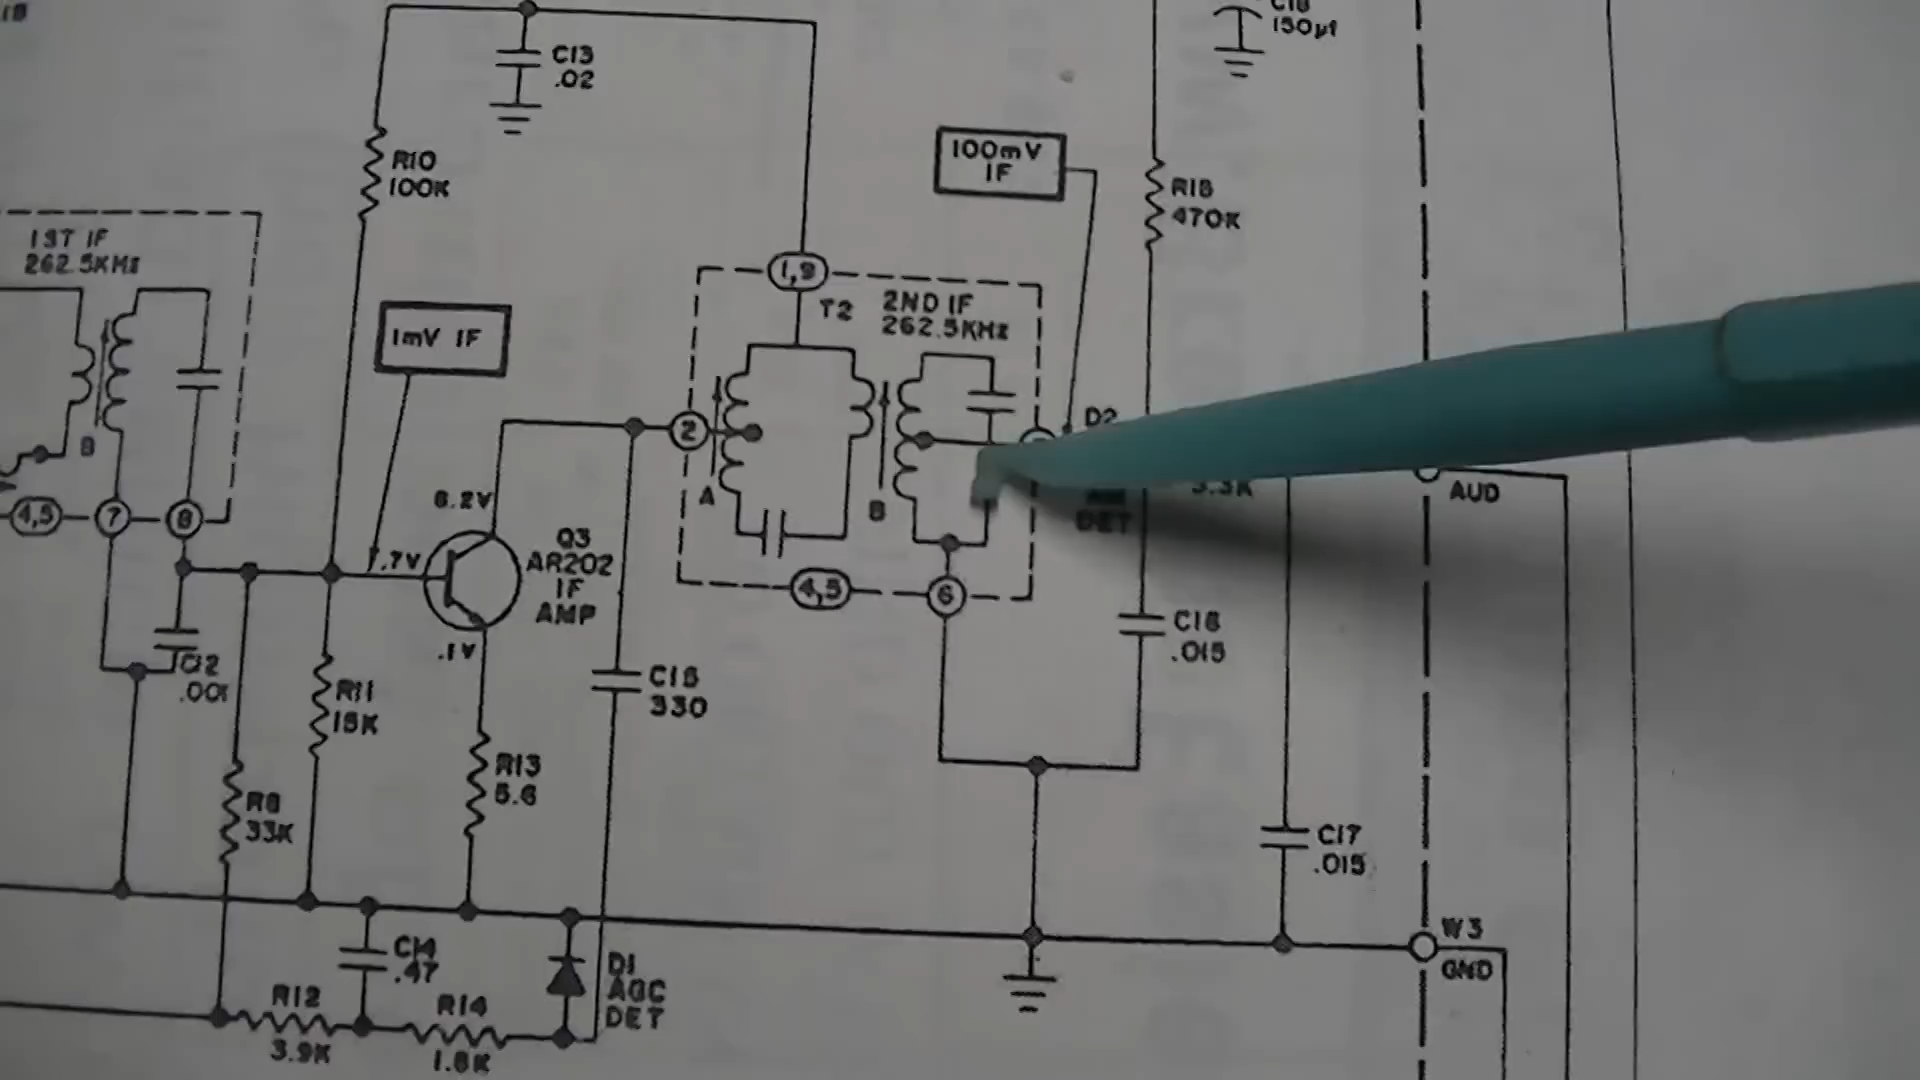 C13
.02
150µf
R10
100K
100mV
IF
R18
470K
1ST IF
262.5KHz
1,9
T2
2ND IF
262.5KHz
1mV IF
2
D2
B
A
B
3.3K
AUD
DET
4,5
7
8
6.2V
.7V
Q3
AR202
IF
AMP
.1V
4,5
6
C12
.001
R11
15K
C15
330
C16
.015
R13
5.6
R8
33K
C17
.015
W3
GND
C14
.47
D1
AGC
DET
R12
3.9K
R14
1.8K